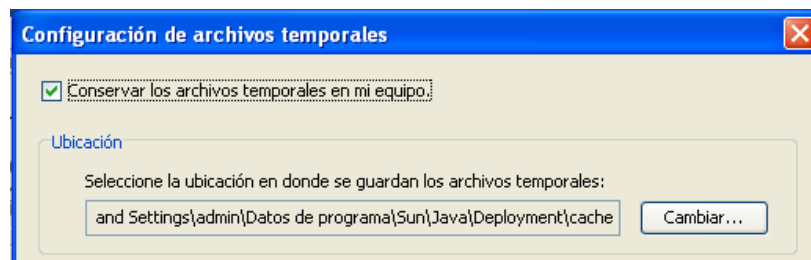 Configuración de archivos temporales
Conservar los archivos temporales en mi equipo.
Ubicación
Seleccione la ubicación en donde se guardan los archivos temporales:
and Settings\admin\Datos de programa\Sun\Java\Deployment\cache
Cambiar...